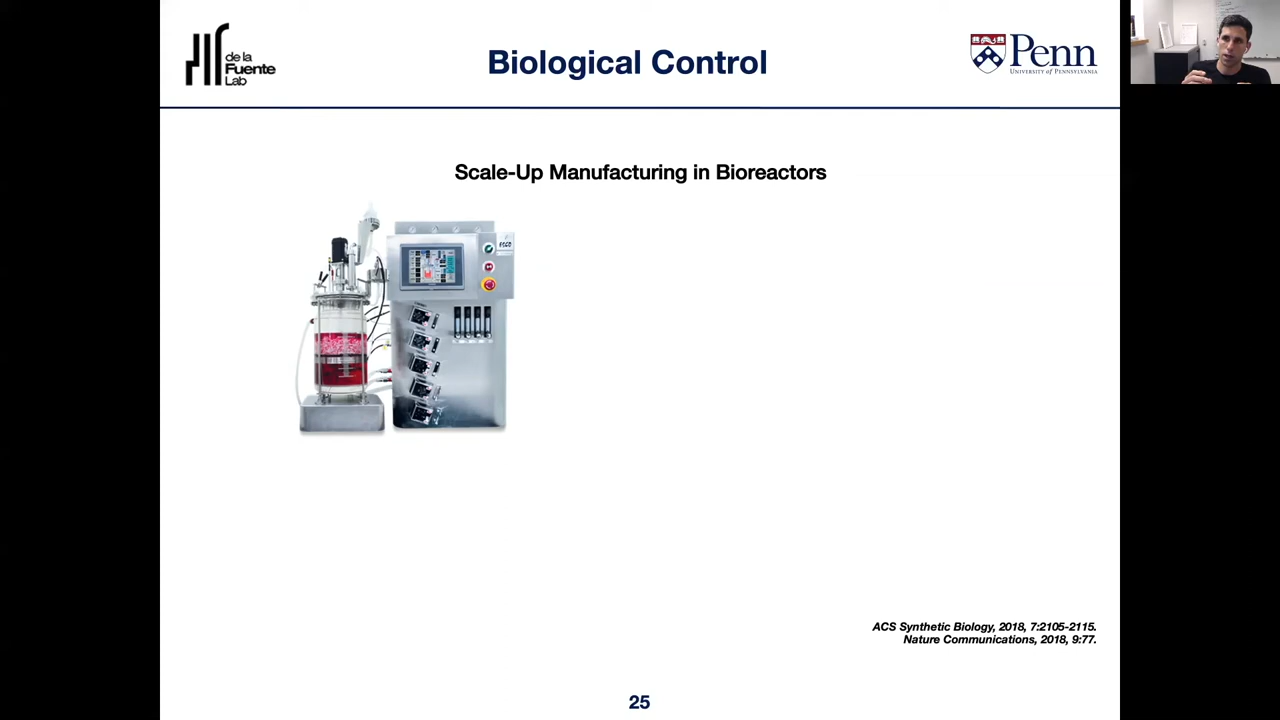 de la
Fuente
Lab
Biological Control
Penn
UNIVERSITY of PENNSYLVANIA
Scale-Up Manufacturing in Bioreactors
ESCO
ACS Synthetic Biology, 2018, 7:2105-2115.
Nature Communications, 2018, 9:77.
25